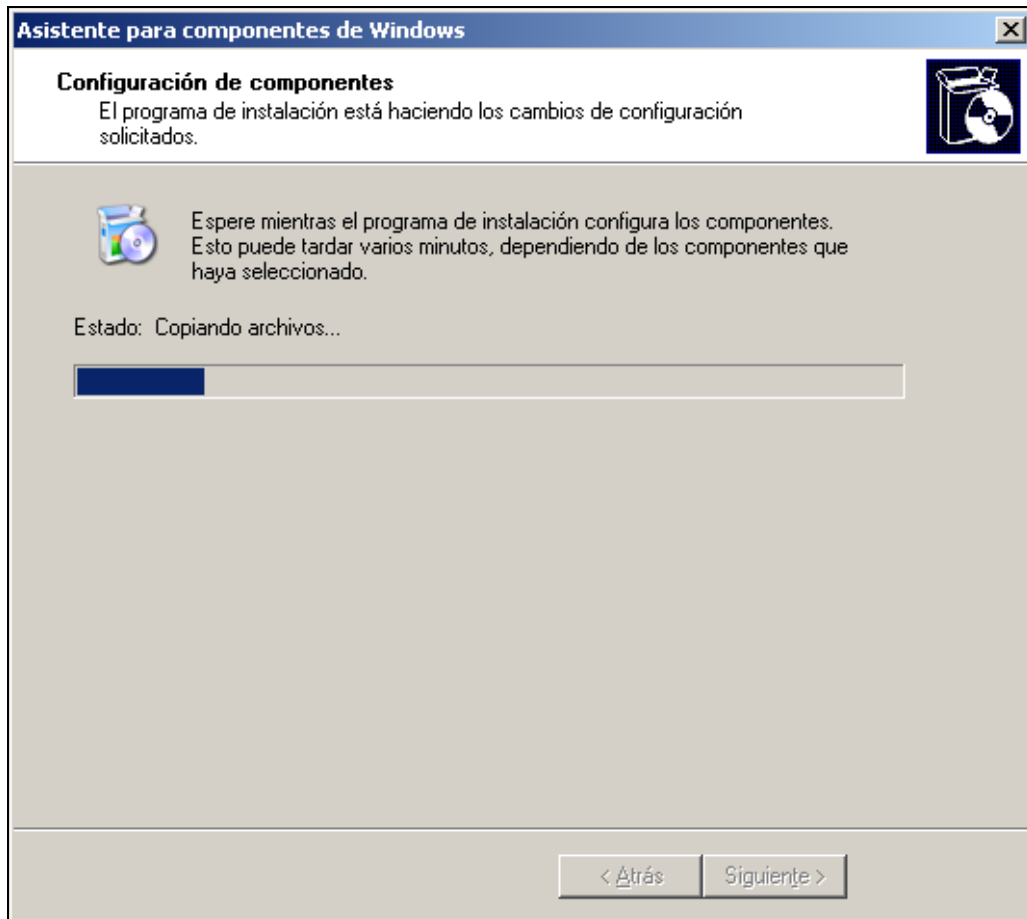 Asistente para componentes de Windows
Configuración de componentes
El programa de instalación está haciendo los cambios de configuración
solicitados.
Espere mientras el programa de instalación configura los componentes.
Esto puede tardar varios minutos, dependiendo de los componentes que
haya seleccionado.
Estado: Copiando archivos...
< Atrás Siguiente >